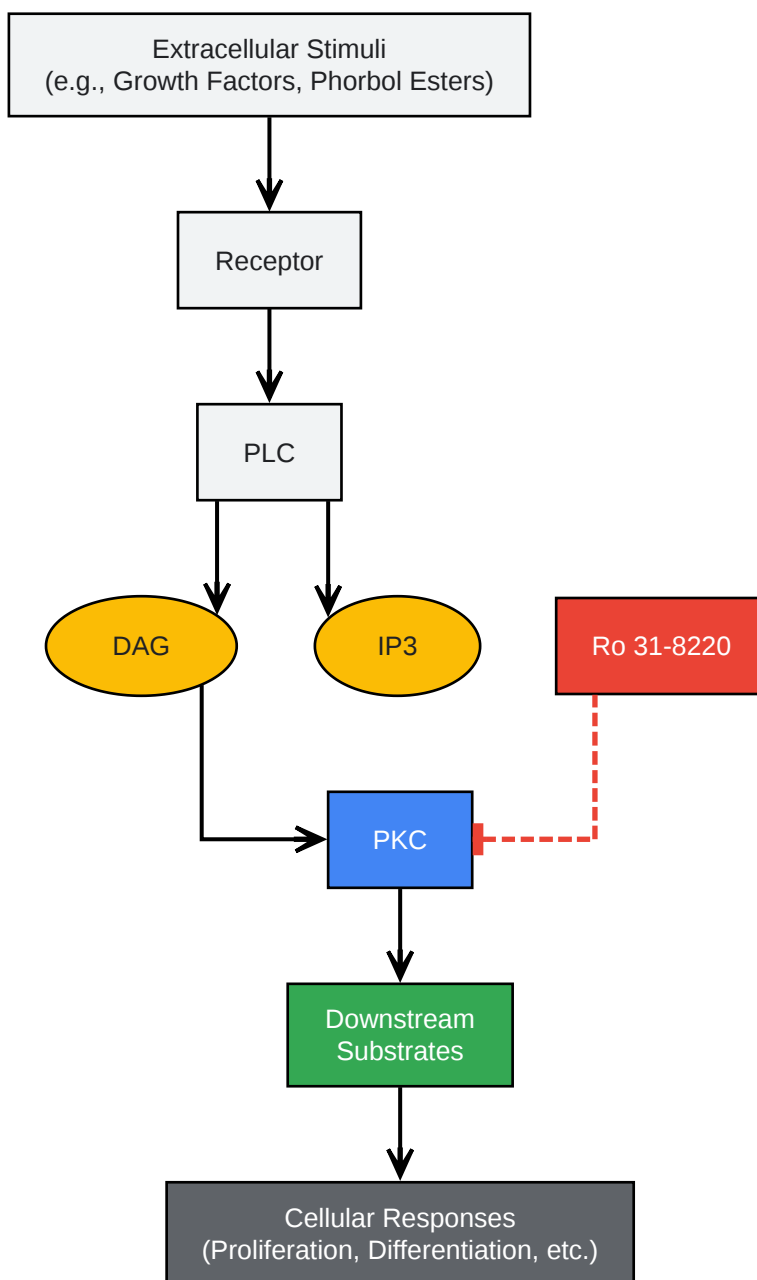 Extracellular Stimuli
(e.g., Growth Factors, Phorbol Esters)
Receptor
PLC
DAG
IP3
Ro 31-8220
PKC
Downstream
Substrates
Cellular Responses
(Proliferation, Differentiation, etc.)